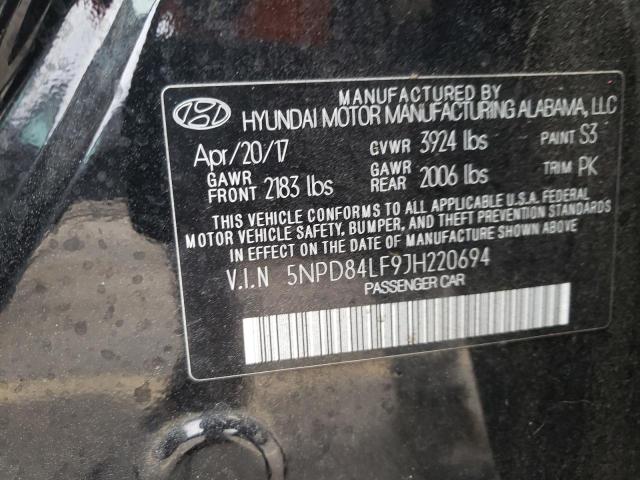 MANUFACTURED BY
HYUNDAI MOTOR MANUFACTURING ALABAMA, LLC
Apr/20/17 GVWR 3924 lbs PAINT S3
GAWR FRONT 2183 lbs GAWR REAR 2006 lbs TRIM PK
THIS VEHICLE CONFORMS TO ALL APPLICABLE U.S.A. FEDERAL
MOTOR VEHICLE SAFETY, BUMPER, AND THEFT PREVENTION STANDARDS
IN EFFECT ON THE DATE OF MANUFACTURE SHOWN ABOVE
V.I.N 5NPD84LF9JH220694
PASSENGER CAR